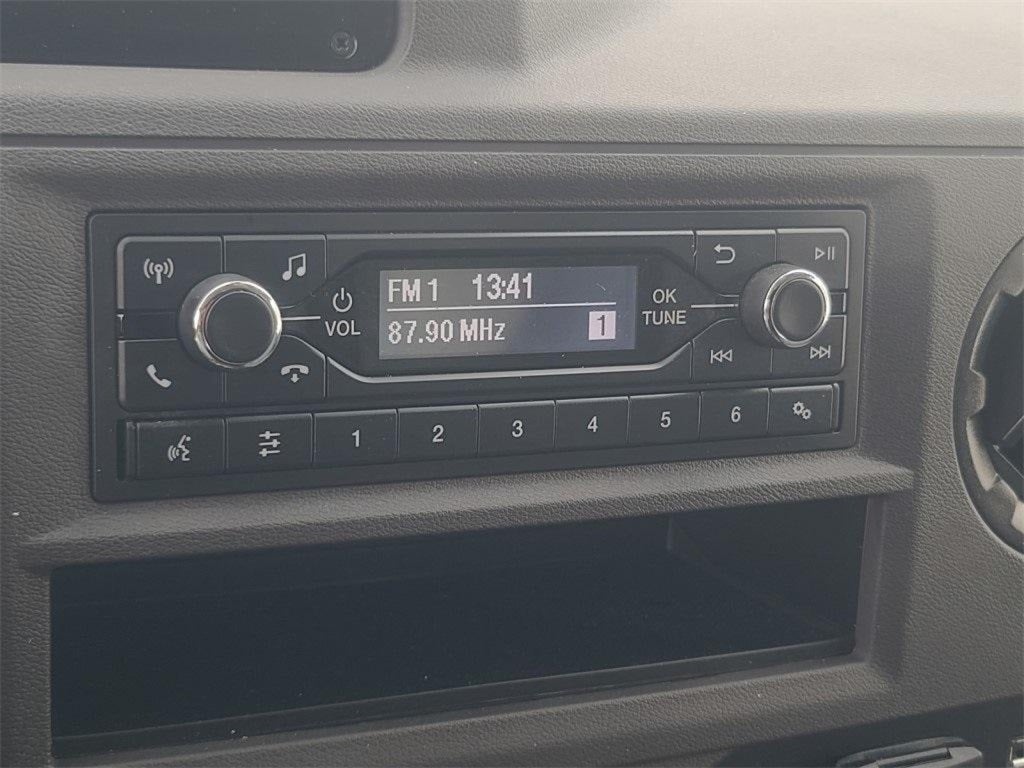 FM 1 13:41
87.90 MHz 1
VOL
OK
TUNE
1 2 3 4 5 6